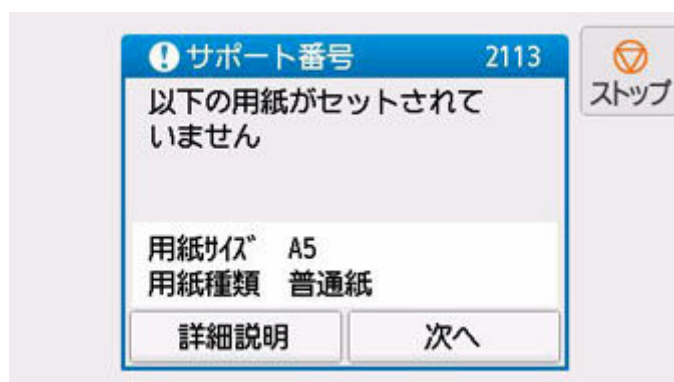 サポート番号 2113
ストップ
以下の用紙がセットされて
いません
用紙ｻｲｽﾞ A5
用紙種類 普通紙
詳細説明 次へ